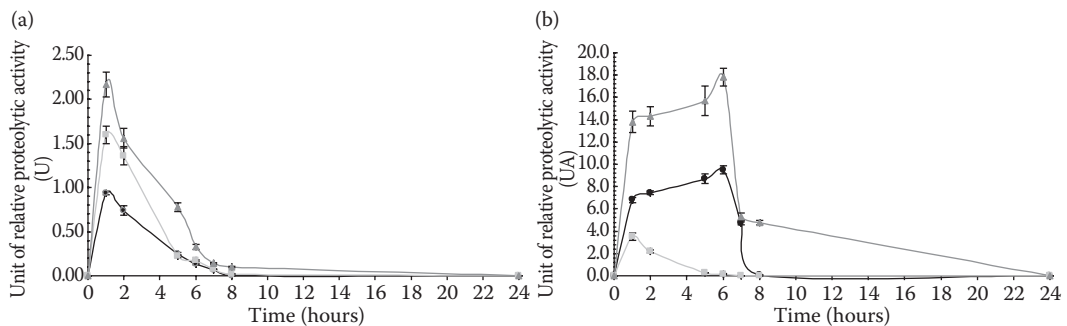 (a)
Unit of relative proteolytic activity
(U)
2.50
2.00
1.50
1.00
0.50
0.00
0 2 4 6 8 10 12 14 16 18 20 22 24
Time (hours)
(b)
Unit of relative proteolytic activity
(UA)
20.0
18.0
16.0
14.0
12.0
10.0
8.0
6.0
4.0
2.0
0.0
0 2 4 6 8 10 12 14 16 18 20 22 24
Time (hours)